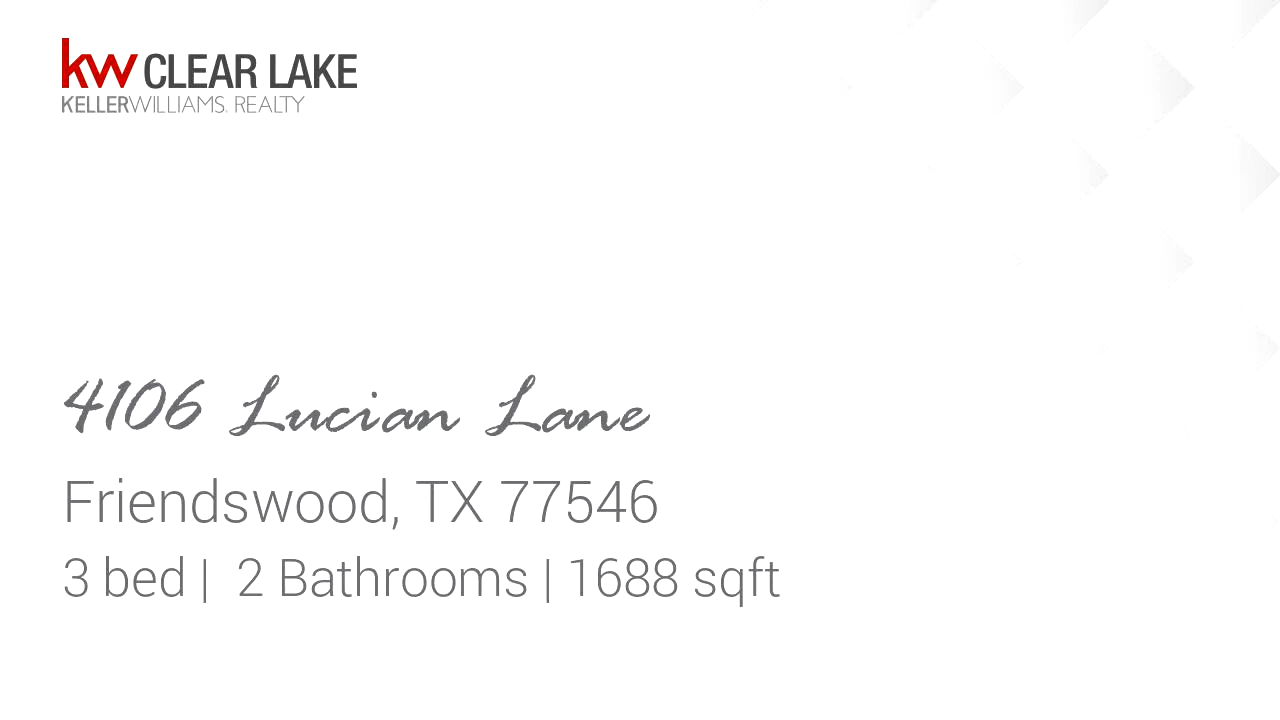 kw CLEAR LAKE
KELLERWILLIAMS. REALTY
4106 Lucian Lane
Friendswood, TX 77546
3 bed | 2 Bathrooms | 1688 sqft